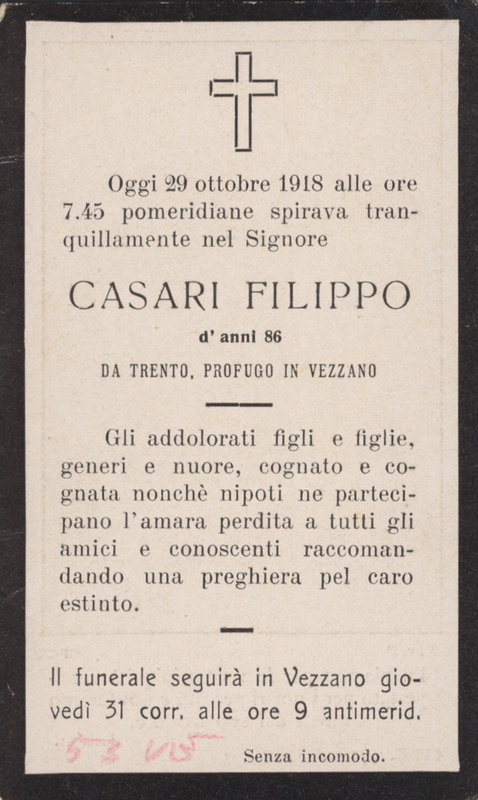 Oggi 29 ottobre 1918 alle ore
7.45 pomeridiane spirava tran-
quillamente nel Signore
CASARI FILIPPO
d' anni 86
DA TRENTO, PROFUGO IN VEZZANO
Gli addolorati figli e figlie,
generi e nuore, cognato e co-
gnata nonchè nipoti ne parteci-
pano l'amara perdita a tutti gli
amici e conoscenti raccoman-
dando una preghiera pel caro
estinto.
Il funerale seguirà in Vezzano gio-
vedì 31 corr. alle ore 9 antimerid.
Senza incomodo.